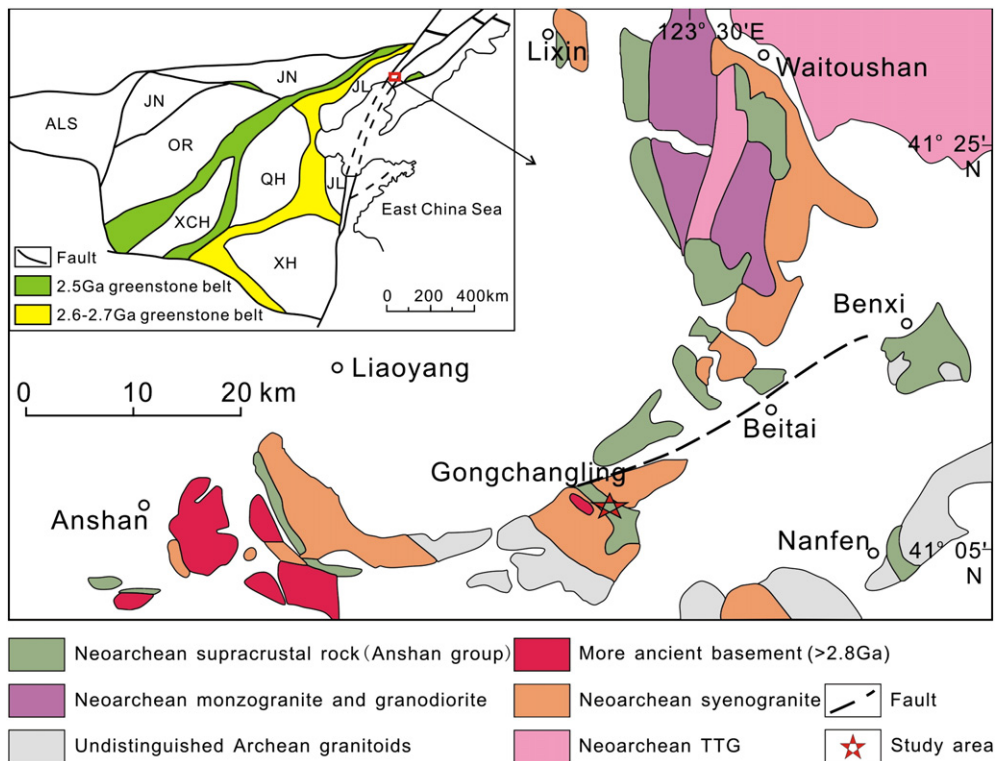 JN
JN
JL
ALS
OR
QH
JL
XCH
XH
East China Sea
Fault
2.5Ga greenstone belt
2.6-2.7Ga greenstone belt
0 200 400km
Lixin
123° 30'E
Waitoushan
41° 25'
N
Benxi
Liaoyang
0 10 20 km
Beitai
Gongchangling
Anshan
Nanfen
41° 05'
N
Neoarchean supracrustal rock (Anshan group)
More ancient basement (>2.8Ga)
Neoarchean monzogranite and granodiorite
Neoarchean syenogranite
Fault
Undistinguished Archean granitoids
Neoarchean TTG
Study area